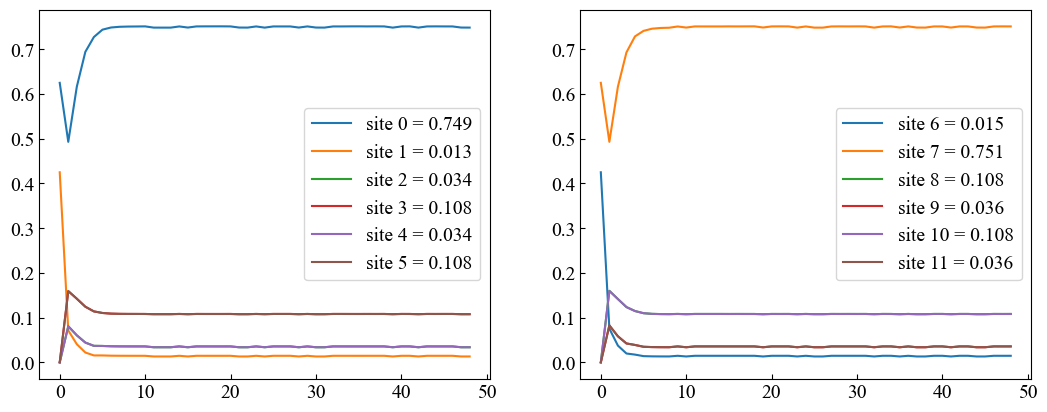 0.7
0.6
0.5
0.4
0.3
0.2
0.1
0.0
0 10 20 30 40 50
site 0 = 0.749
site 1 = 0.013
site 2 = 0.034
site 3 = 0.108
site 4 = 0.034
site 5 = 0.108
0.7
0.6
0.5
0.4
0.3
0.2
0.1
0.0
0 10 20 30 40 50
site 6 = 0.015
site 7 = 0.751
site 8 = 0.108
site 9 = 0.036
site 10 = 0.108
site 11 = 0.036